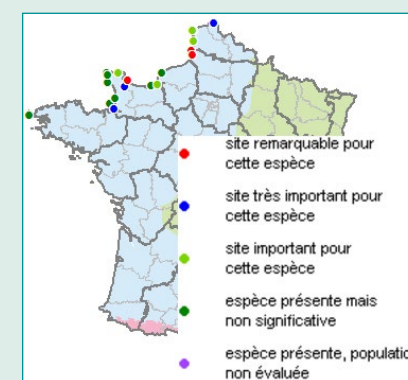 site remarquable pour
cette espèce
site très important pour
cette espèce
site important pour
cette espèce
espèce présente mais
non significative
espèce présente, populatio
non évaluée